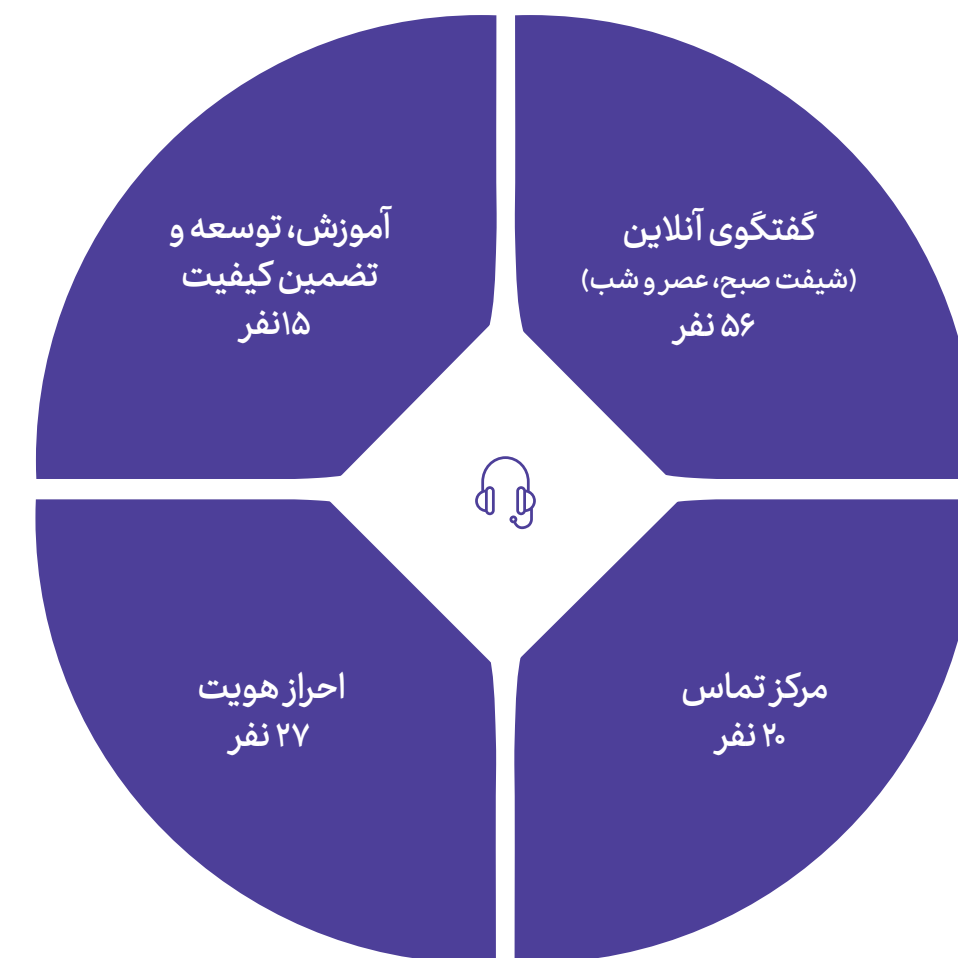 گفتگوی آنلاین
(شیفت صبح، عصر و شب)
۵۶ نفر
آموزش، توسعه و
تضمین کیفیت
۱۵نفر
مرکز تماس
۲۰ نفر
احراز هویت
۲۷ نفر